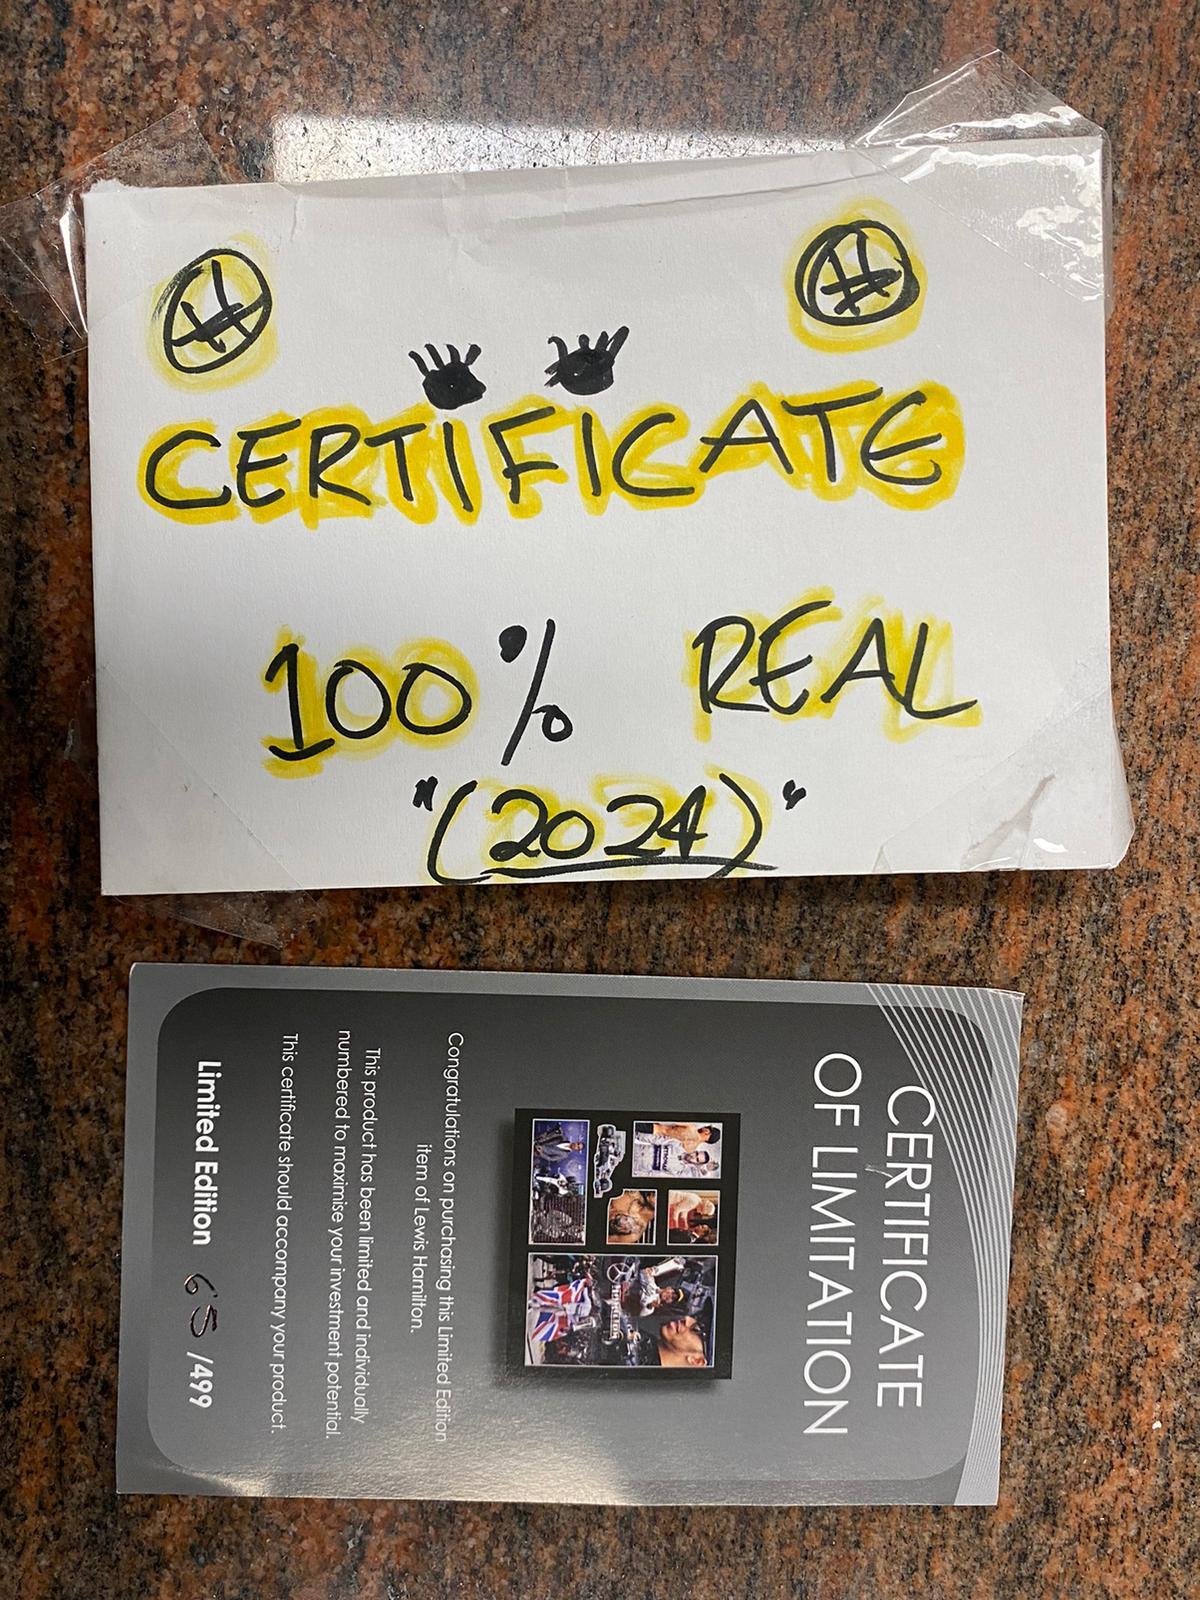 CERTIFICATE
100% REAL
"(2024)"
CERTIFICATE
OF LIMITATION
Congratulations on purchasing this Limited Edition
item of Lewis Hamilton.
This product has been limited and individually
numbered to maximise your investment potential.
This certificate should accompany your product.
Limited Edition 65 /499